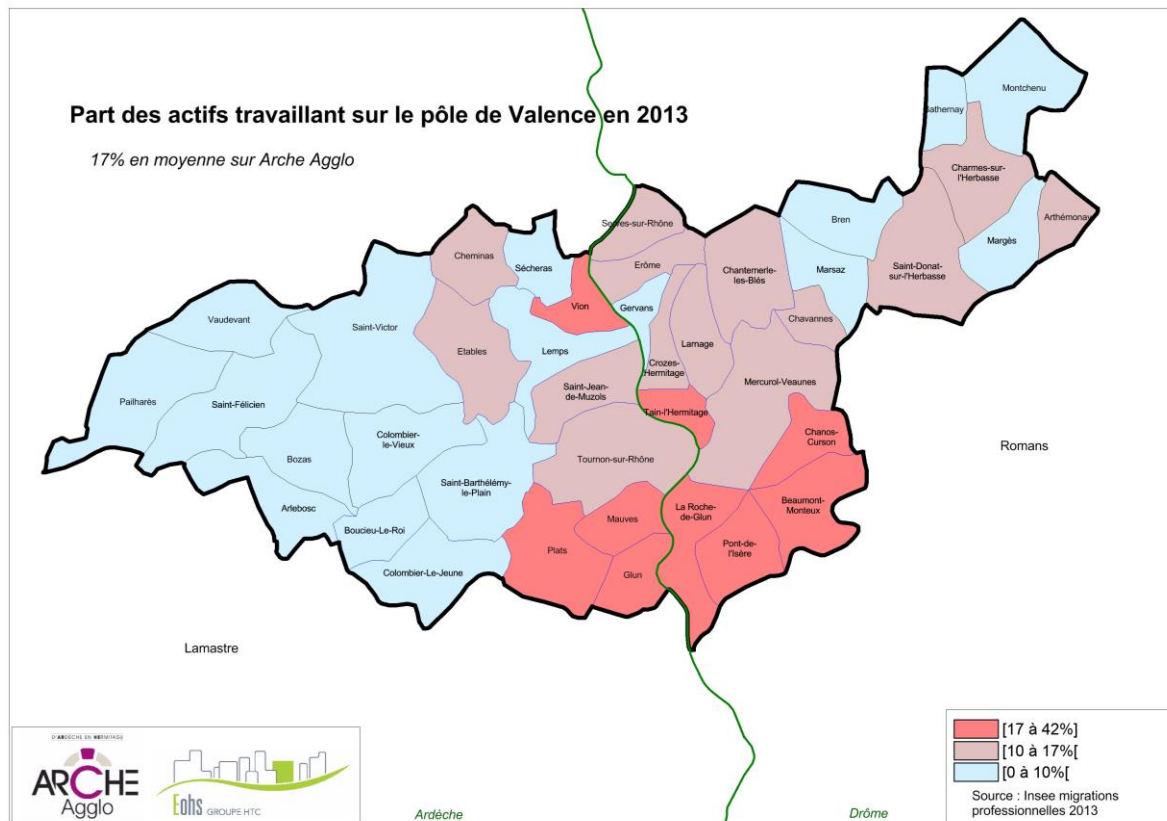 Part des actifs travaillant sur le pôle de Valence en 2013
17% en moyenne sur Arche Agglo
Montchenu
Charmes-sur-
l'Herbasse
Arthémonay
Margès
Bren
Saint-Donat-
sur-l'Herbasse
Marsaz
Chavannes
Chantemerle-
les-Blés
Erôme
Cheminas
Sécheras
Vion
Gervans
Larnage
Crozes-
Hermitage
Mercurol-Veaunes
Vaudevant
Saint-Victor
Etables
Lemps
Saint-Jean-
de-Muzols
Tain-l'Hermitage
Chanos-
Curson
Romans
Pailharès
Saint-Félicien
Colombier-
le-Vieux
Bozas
Tournon-sur-Rhône
Saint-Barthélémy-
le-Plain
Arlebosc
Beaumont-
Monteux
La Roche-
de-Glun
Mauves
Boucieu-Le-Roi
Plats
Pont-de-
l'Isère
Glun
Colombier-Le-Jeune
Lamastre
[17 à 42%]
[10 à 17%[
[0 à 10%[
Source : Insee migrations
professionnelles 2013
D'ARDÈCHE EN HERMITAGE
ARCHE
Agglo
Eohs GROUPE HTC
Ardèche
Drôme